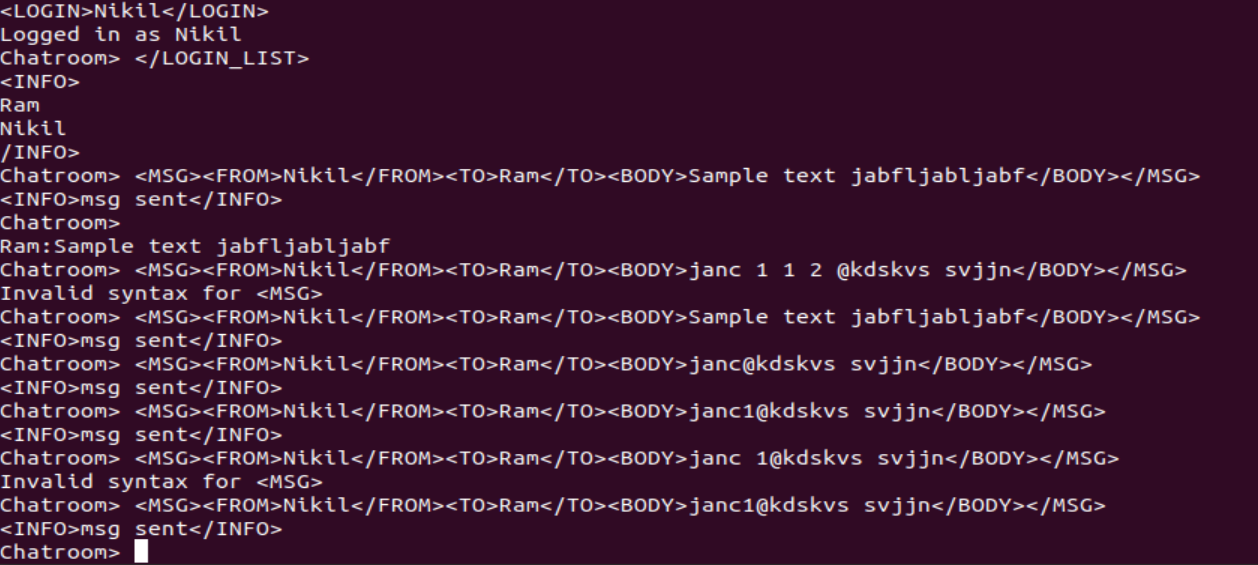 <LOGIN>Nikil</LOGIN>
Logged in as Nikil
Chatroom> </LOGIN_LIST>
<INFO>
Ram
Nikil
/INFO>
Chatroom> <MSG><FROM>Nikil</FROM><TO>Ram</TO><BODY>Sample text jabfljabljabf</BODY></MSG>
<INFO>msg sent</INFO>
Chatroom>
Ram:Sample text jabfljabljabf
Chatroom> <MSG><FROM>Nikil</FROM><TO>Ram</TO><BODY>janc 1 1 2 @kdskvs svjjn</BODY></MSG>
Invalid syntax for <MSG>
Chatroom> <MSG><FROM>Nikil</FROM><TO>Ram</TO><BODY>Sample text jabfljabljabf</BODY></MSG>
<INFO>msg sent</INFO>
Chatroom> <MSG><FROM>Nikil</FROM><TO>Ram</TO><BODY>janc@kdskvs svjjn</BODY></MSG>
<INFO>msg sent</INFO>
Chatroom> <MSG><FROM>Nikil</FROM><TO>Ram</TO><BODY>janc1@kdskvs svjjn</BODY></MSG>
<INFO>msg sent</INFO>
Chatroom> <MSG><FROM>Nikil</FROM><TO>Ram</TO><BODY>janc 1@kdskvs svjjn</BODY></MSG>
Invalid syntax for <MSG>
Chatroom> <MSG><FROM>Nikil</FROM><TO>Ram</TO><BODY>janc1@kdskvs svjjn</BODY></MSG>
<INFO>msg sent</INFO>
Chatroom>